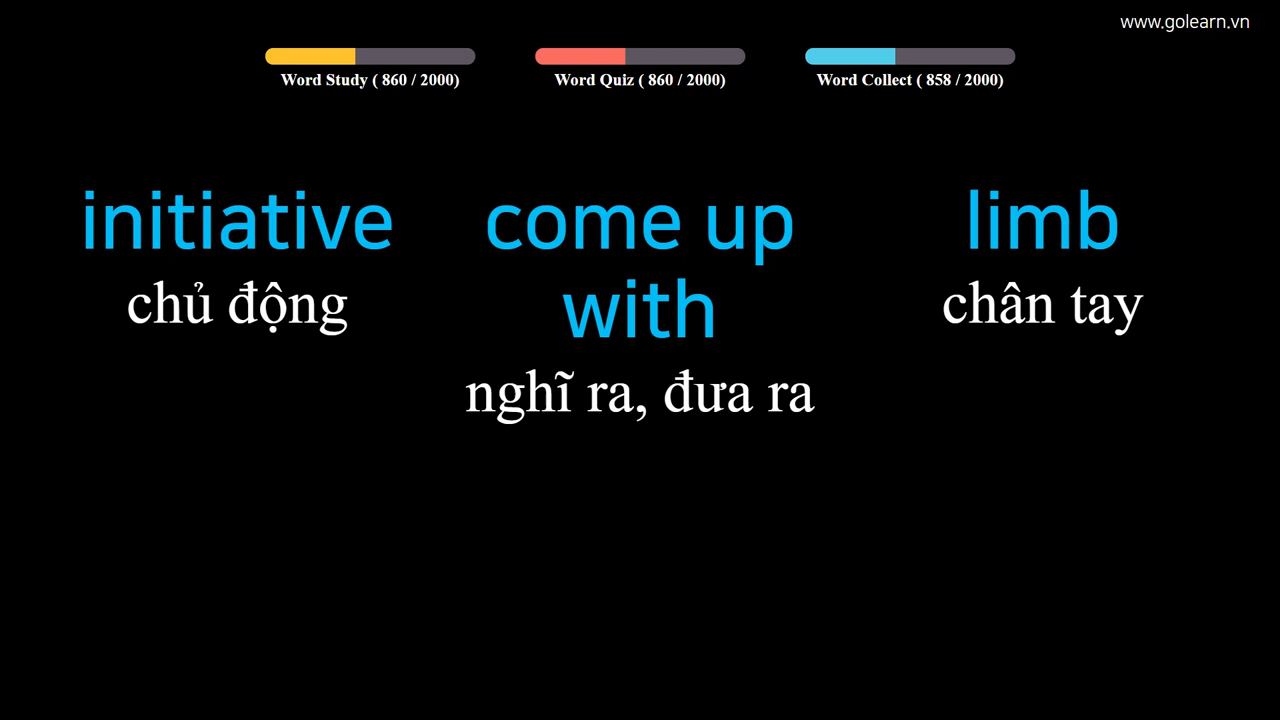 www.golearn.vn
Word Study ( 860 / 2000)
Word Quiz ( 860 / 2000)
Word Collect ( 858 / 2000)
initiative
chủ động
come up
with
nghĩ ra, đưa ra
limb
chân tay